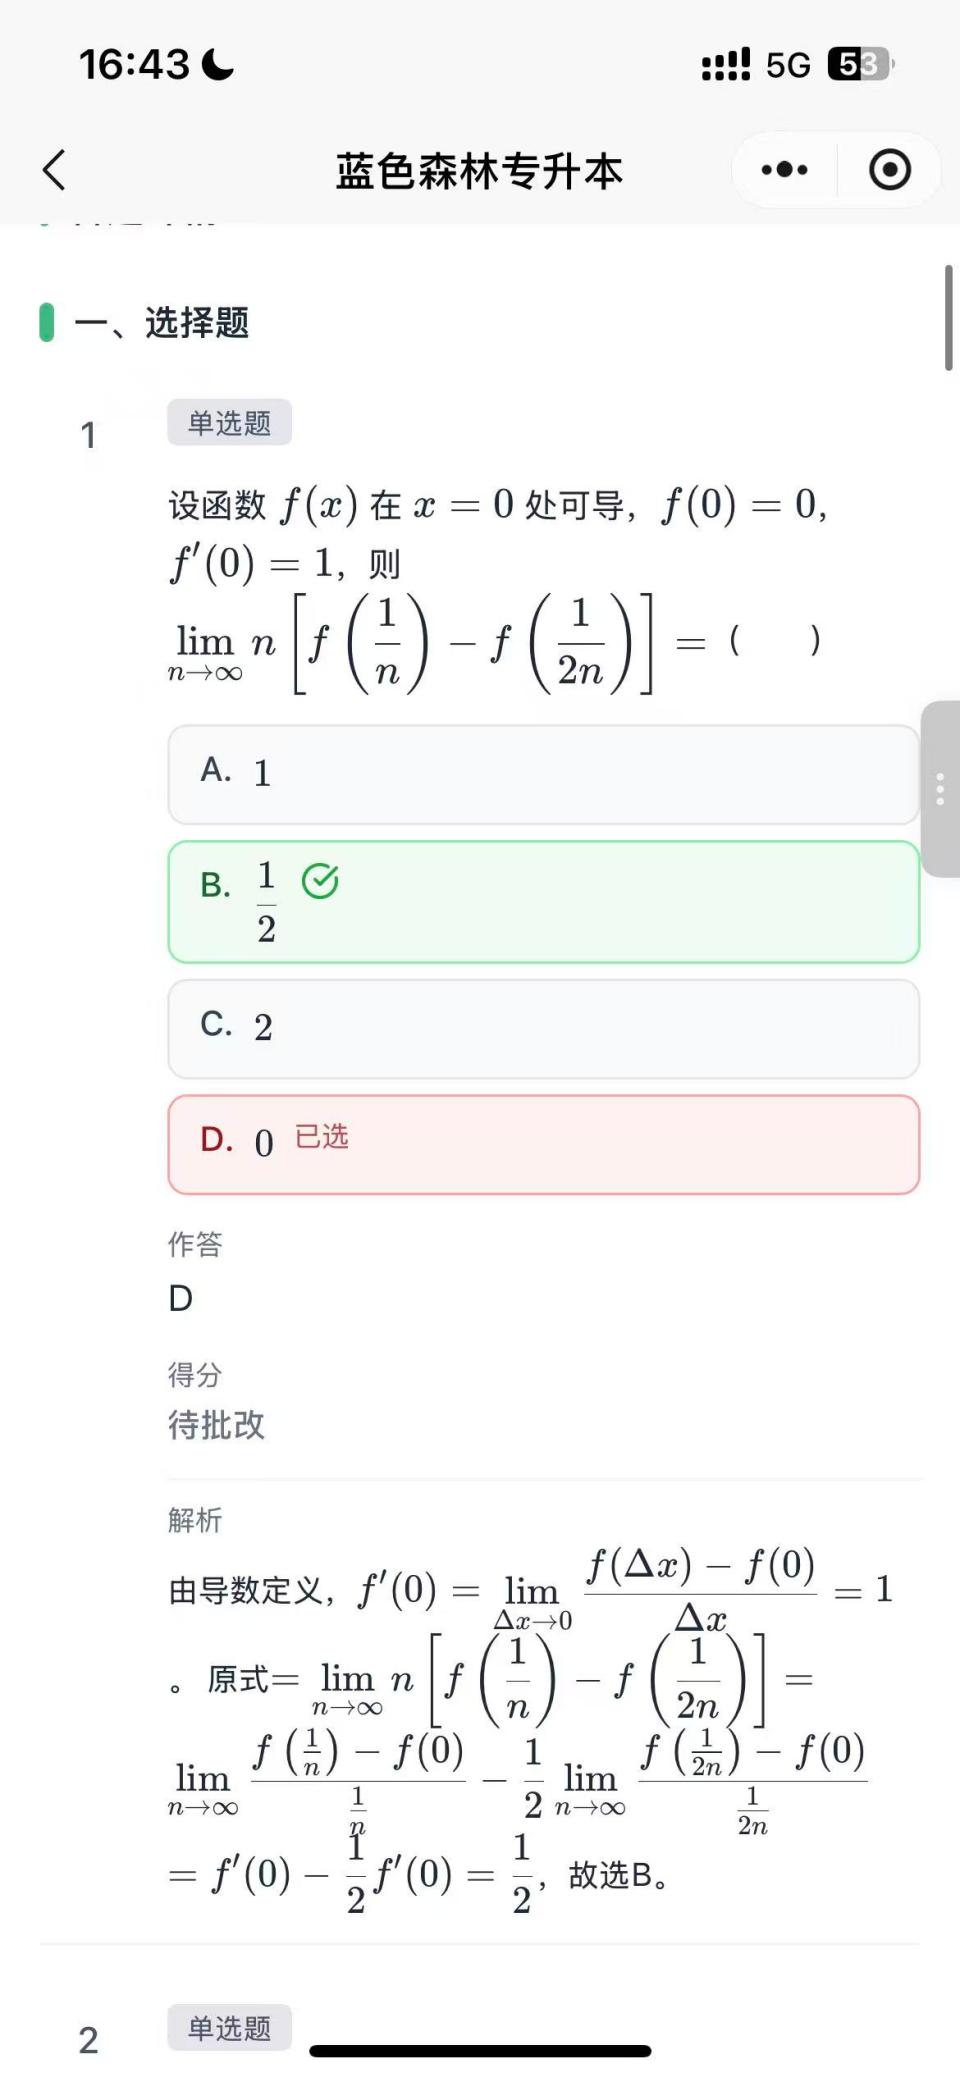 16:43 5G 53
蓝色森林专升本
一、选择题
1 单选题
设函数 f(x) 在 x = 0 处可导，f(0) = 0,
f′(0) = 1，则
lim n→∞ n [f (1/n) − f (1/2n)] = (　　)
A. 1
B. 1/2
C. 2
D. 0 已选
作答
D
得分
待批改
解析
由导数定义，f′(0) = lim Δx→0 (f(Δx) − f(0))/Δx = 1
。原式= lim n→∞ n [f (1/n) − f (1/2n)] =
lim n→∞ (f (1/n) − f(0))/(1/n) − 1/2 lim n→∞ (f (1/2n) − f(0))/(1/2n)
= f′(0) − 1/2 f′(0) = 1/2，故选B。
2 单选题